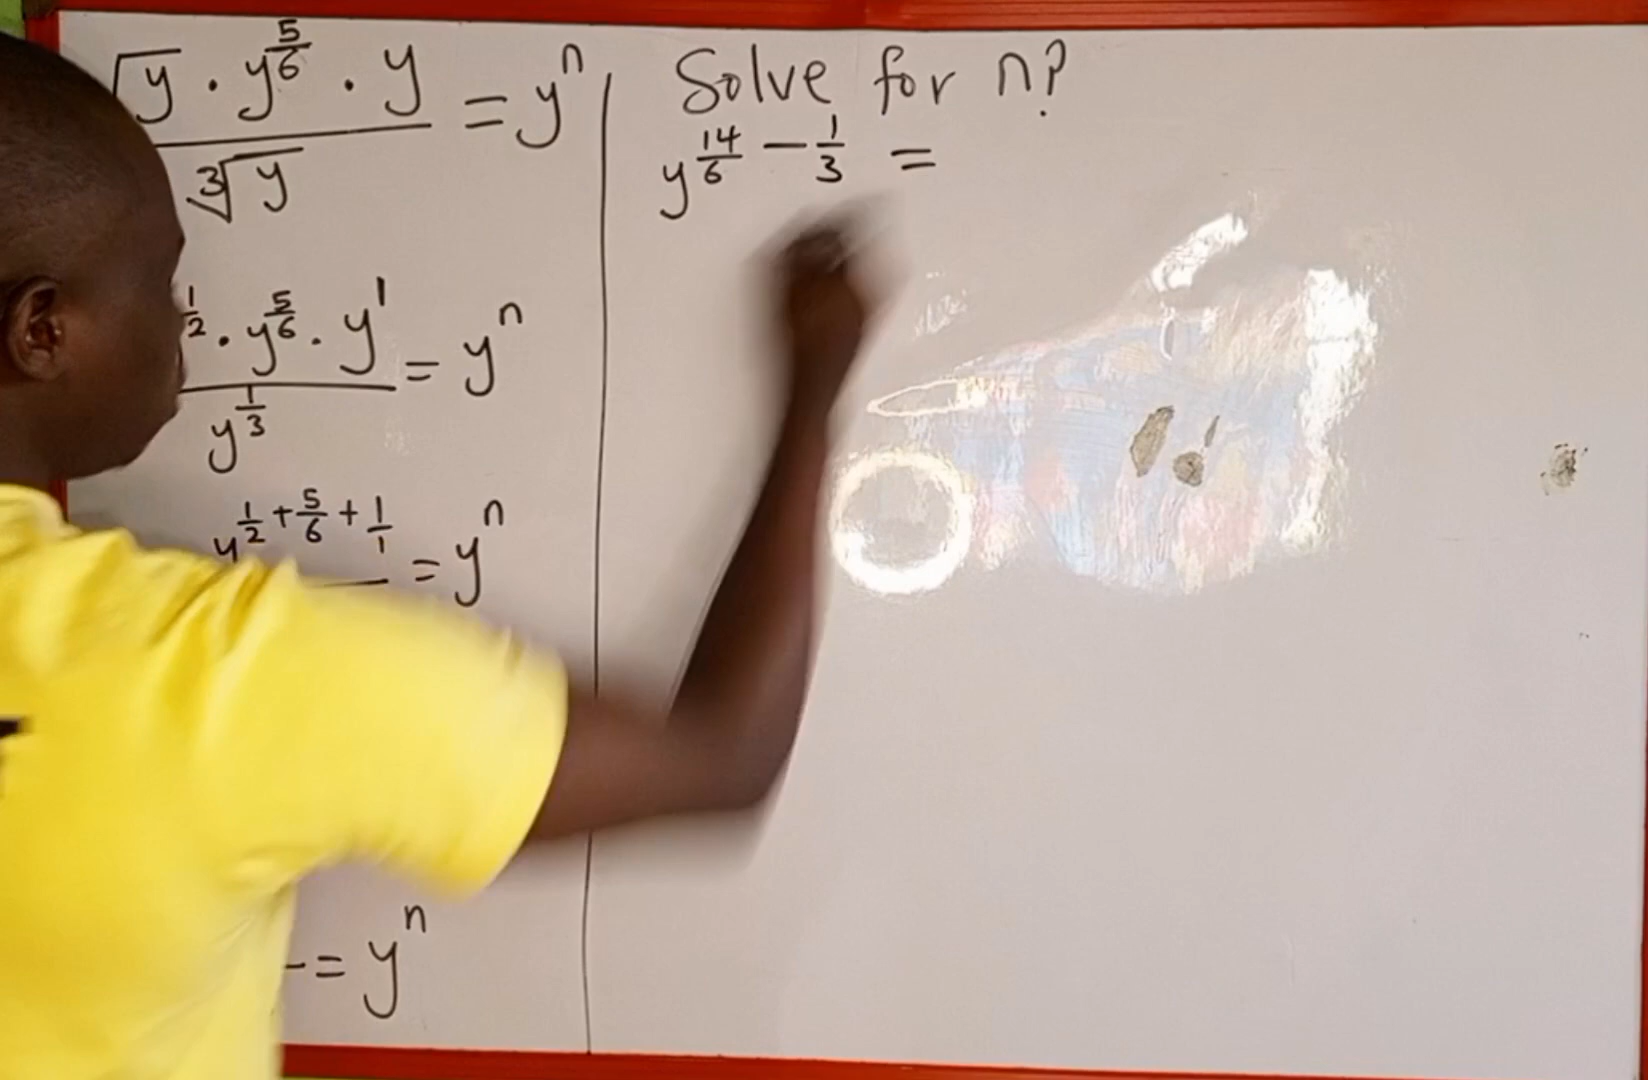 √y · y^(5/6) · y / ∛y = y^n
^(1/2) · y^(5/6) · y^1 / y^(1/3) = y^n
y^(1/2 + 5/6 + 1/1) = y^n
= y^n
Solve for n?
y^(14/6 - 1/3) =